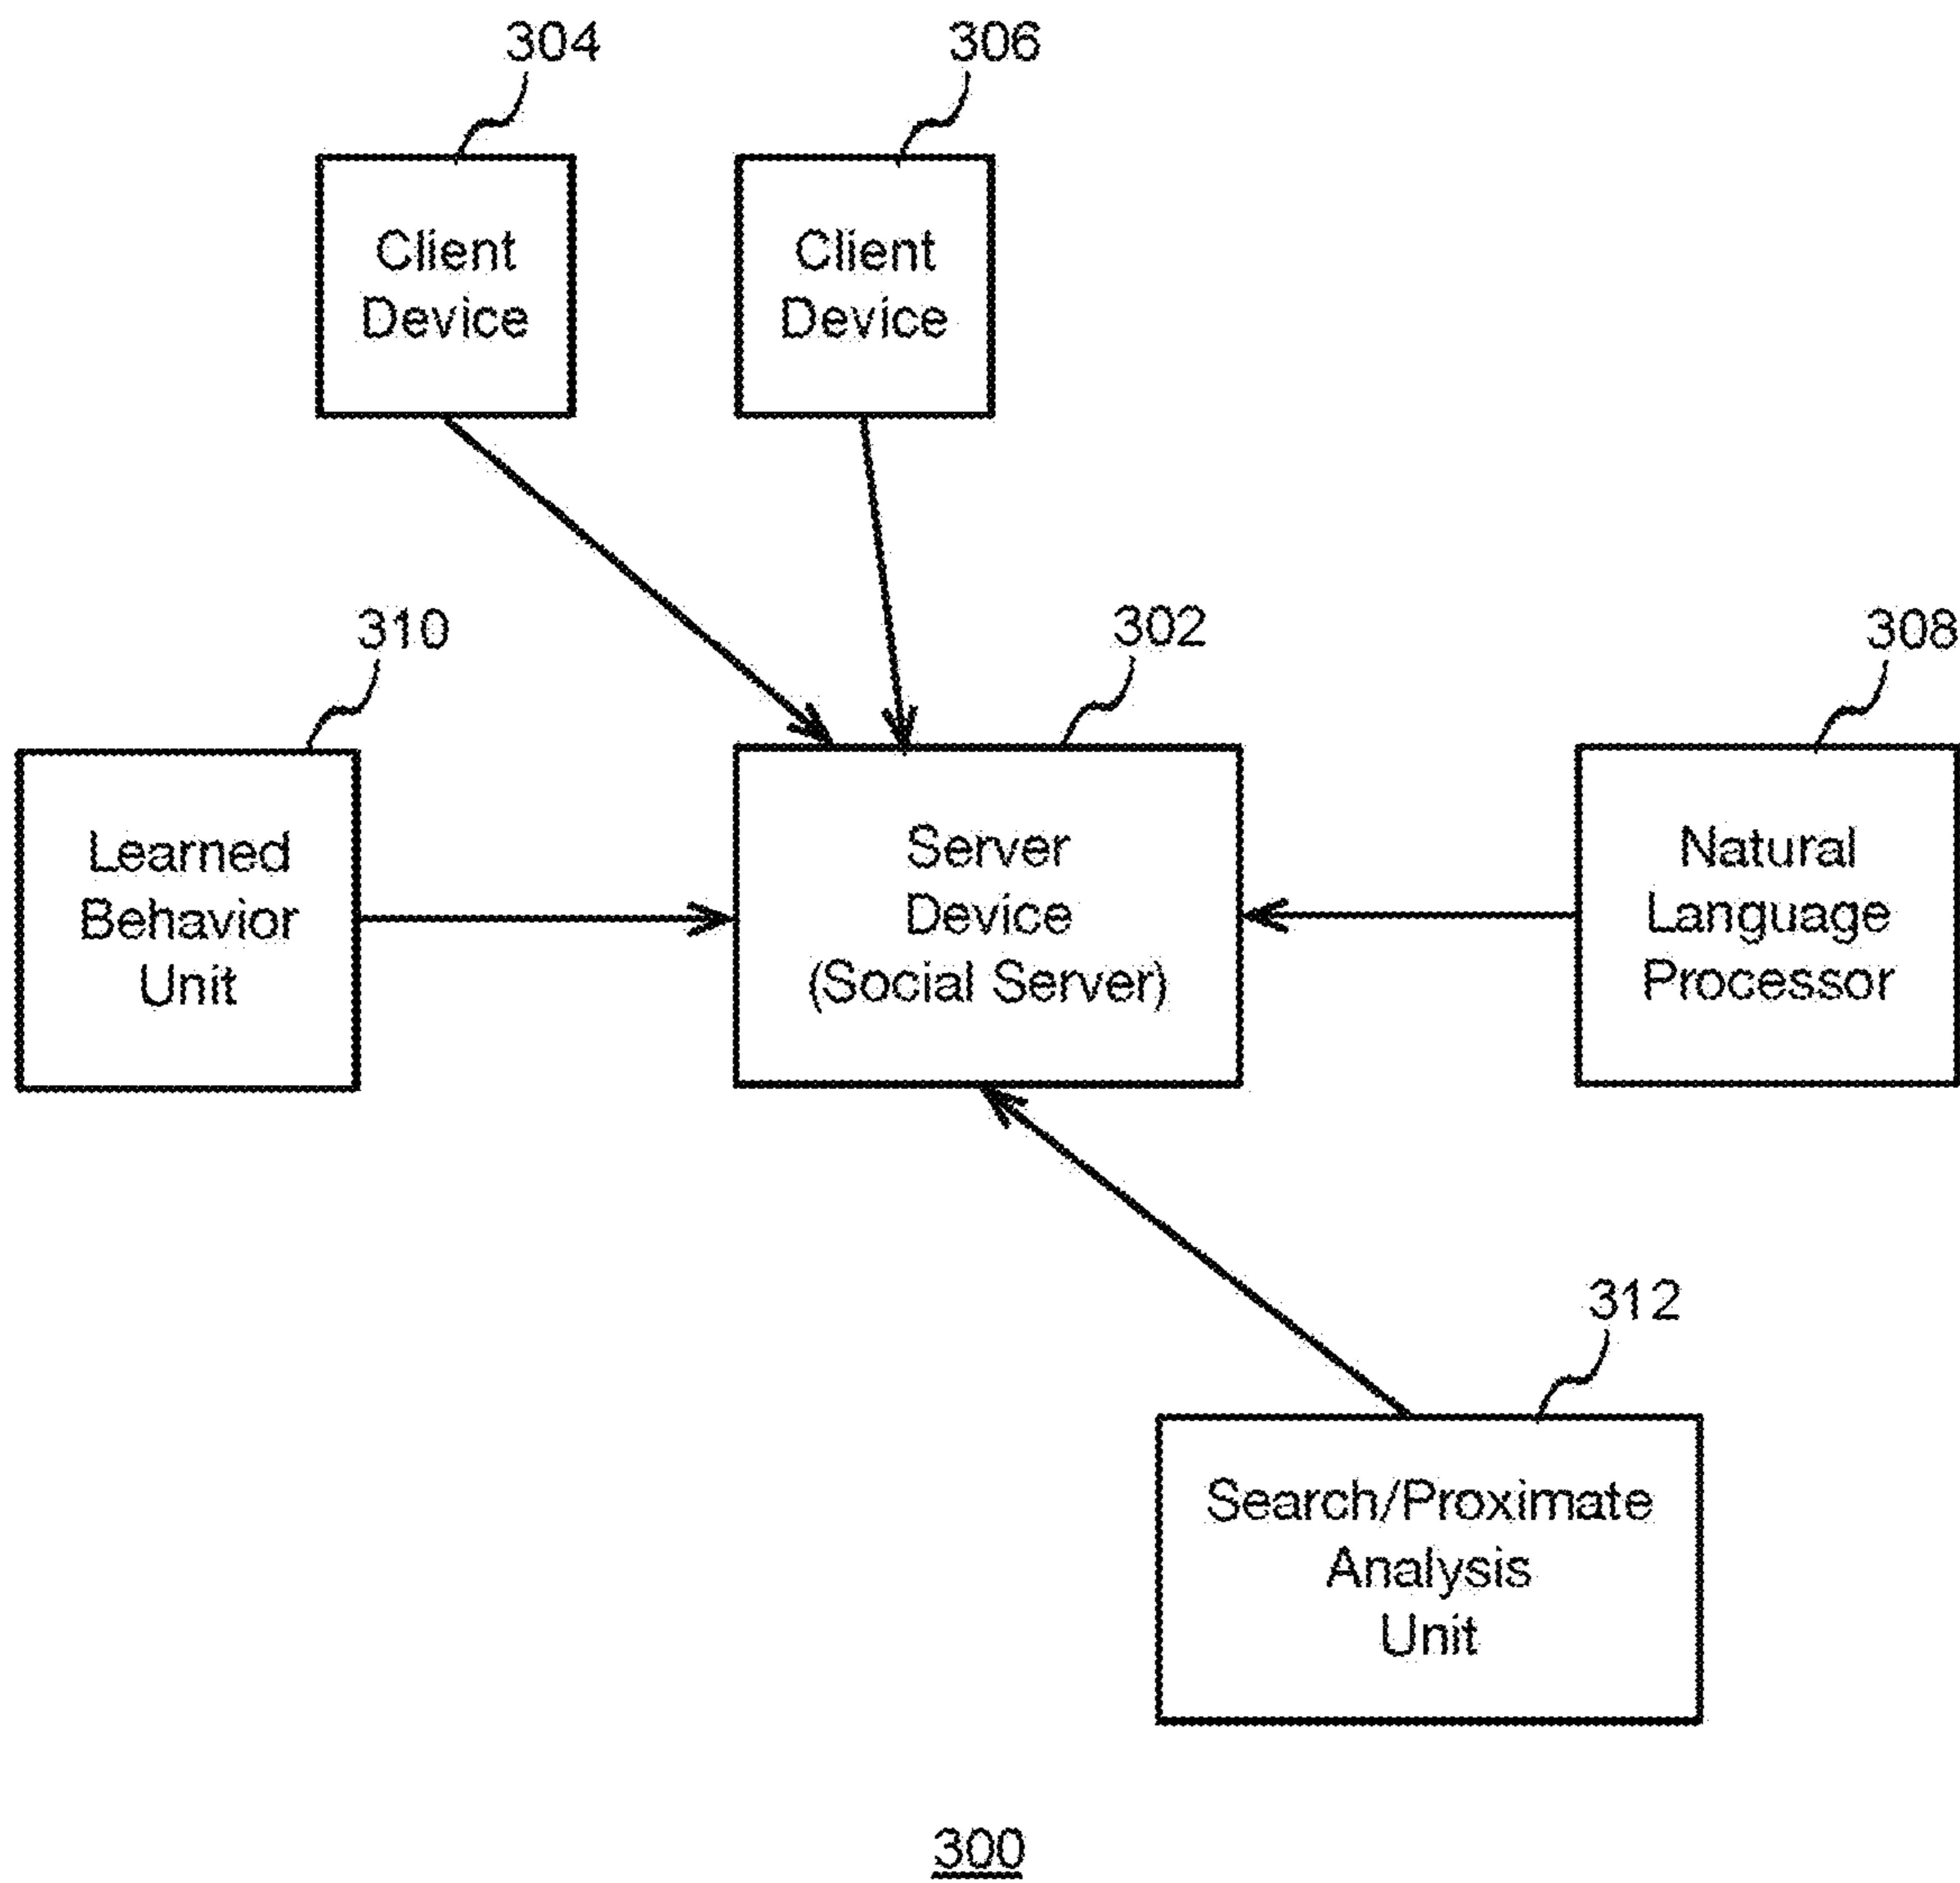 304
306
Client
Device
Client
Device
310
302
308
Learned
Behavior
Unit
Server
Device
(Social Server)
Natural
Language
Processor
312
Search/Proximate
Analysis
Unit
300